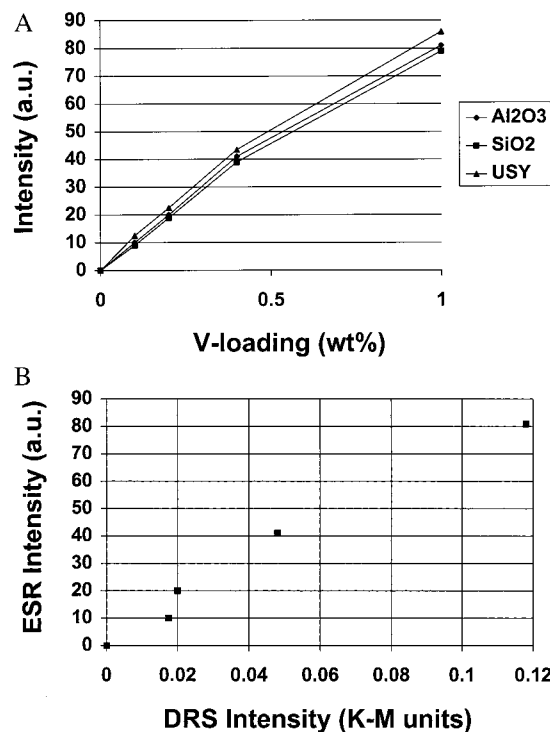 A
90
80
70
60
50
40
30
20
10
0
Intensity (a.u.)
0 0.5 1
V-loading (wt%)
Al2O3
SiO2
USY
B
90
80
70
60
50
40
30
20
10
0
ESR Intensity (a.u.)
0 0.02 0.04 0.06 0.08 0.1 0.12
DRS Intensity (K-M units)